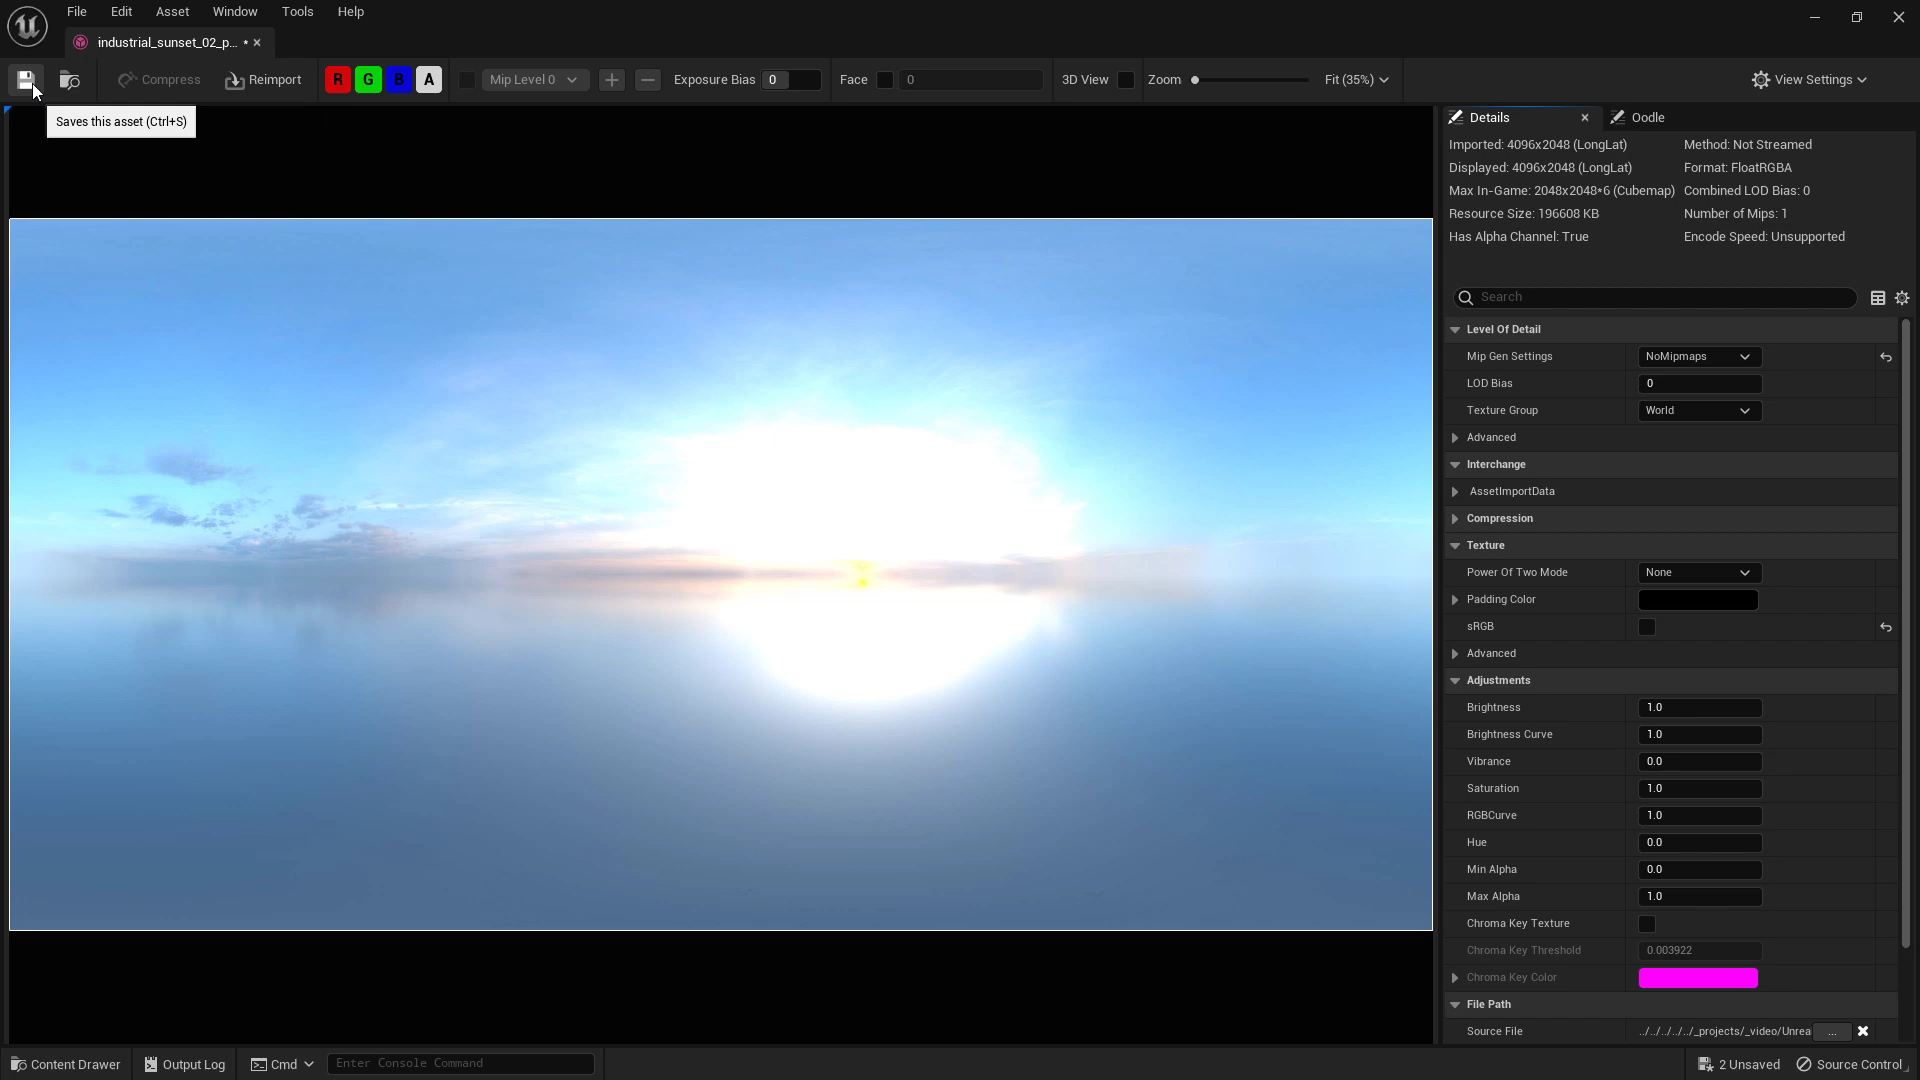 File Edit Asset Window Tools Help
industrial_sunset_02_p... *
Compress Reimport R G B A Mip Level 0 Exposure Bias 0 Face 0 3D View Zoom Fit (35%) View Settings
Saves this asset (Ctrl+S)
Details Oodle
Imported: 4096x2048 (LongLat) Method: Not Streamed
Displayed: 4096x2048 (LongLat) Format: FloatRGBA
Max In-Game: 2048x2048*6 (Cubemap) Combined LOD Bias: 0
Resource Size: 196608 KB Number of Mips: 1
Has Alpha Channel: True Encode Speed: Unsupported
Search
Level Of Detail
Mip Gen Settings NoMipmaps
LOD Bias 0
Texture Group World
Advanced
Interchange
AssetImportData
Compression
Texture
Power Of Two Mode None
Padding Color
sRGB
Advanced
Adjustments
Brightness 1.0
Brightness Curve 1.0
Vibrance 0.0
Saturation 1.0
RGBCurve 1.0
Hue 0.0
Min Alpha 0.0
Max Alpha 1.0
Chroma Key Texture
Chroma Key Threshold 0.003922
Chroma Key Color
File Path
Source File ../../../../../_projects/_video/Unrea ...
Content Drawer Output Log Cmd Enter Console Command 2 Unsaved Source Control